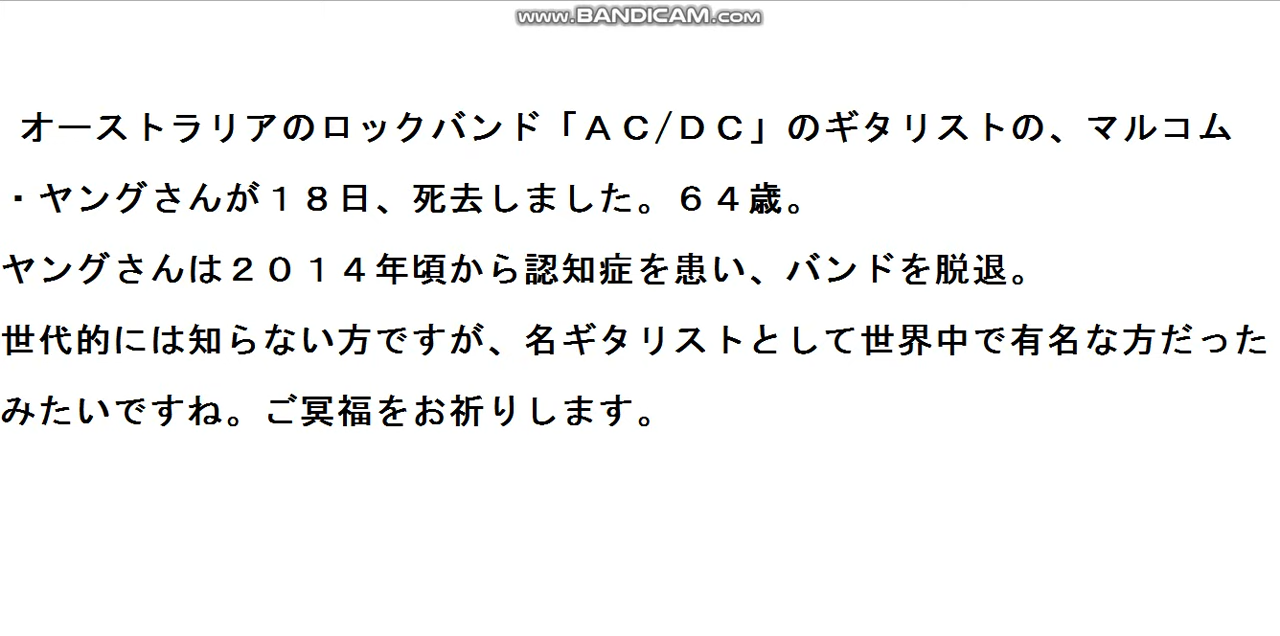 www.BANDICAM.com
オーストラリアのロックバンド「ＡＣ/ＤＣ」のギタリストの、マルコム
・ヤングさんが１８日、死去しました。６４歳。
ヤングさんは２０１４年頃から認知症を患い、バンドを脱退。
世代的には知らない方ですが、名ギタリストとして世界中で有名な方だった
みたいですね。ご冥福をお祈りします。